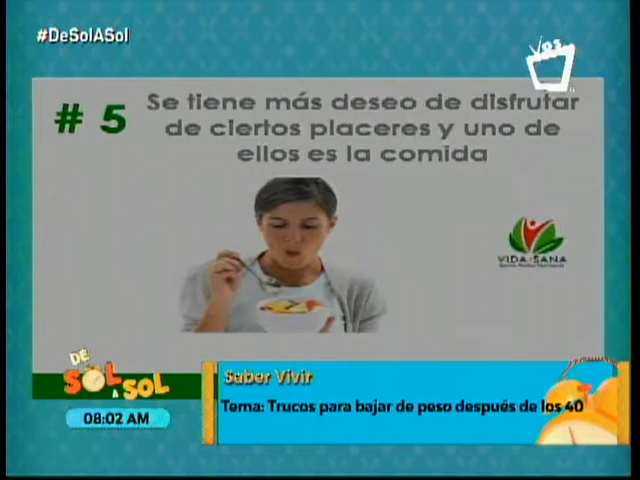 #DeSolASol
VOS
# 5
Se tiene más deseo de disfrutar
de ciertos placeres y uno de
ellos es la comida
VIDA SANA
DE
SOL
A SOL
Saber Vivir
08:02 AM
Tema: Trucos para bajar de peso después de los 40